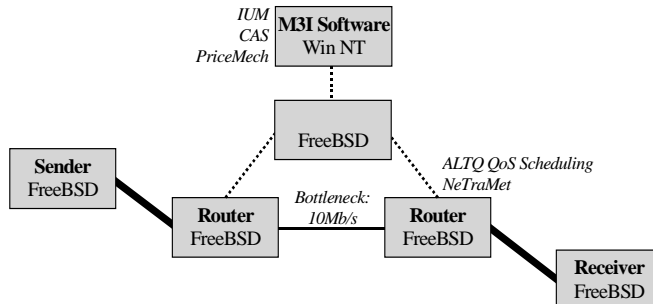 IUM
CAS
PriceMech
M3I Software
Win NT
FreeBSD
Sender
FreeBSD
ALTQ QoS Scheduling
NeTraMet
Router
FreeBSD
Bottleneck:
10Mb/s
Router
FreeBSD
Receiver
FreeBSD